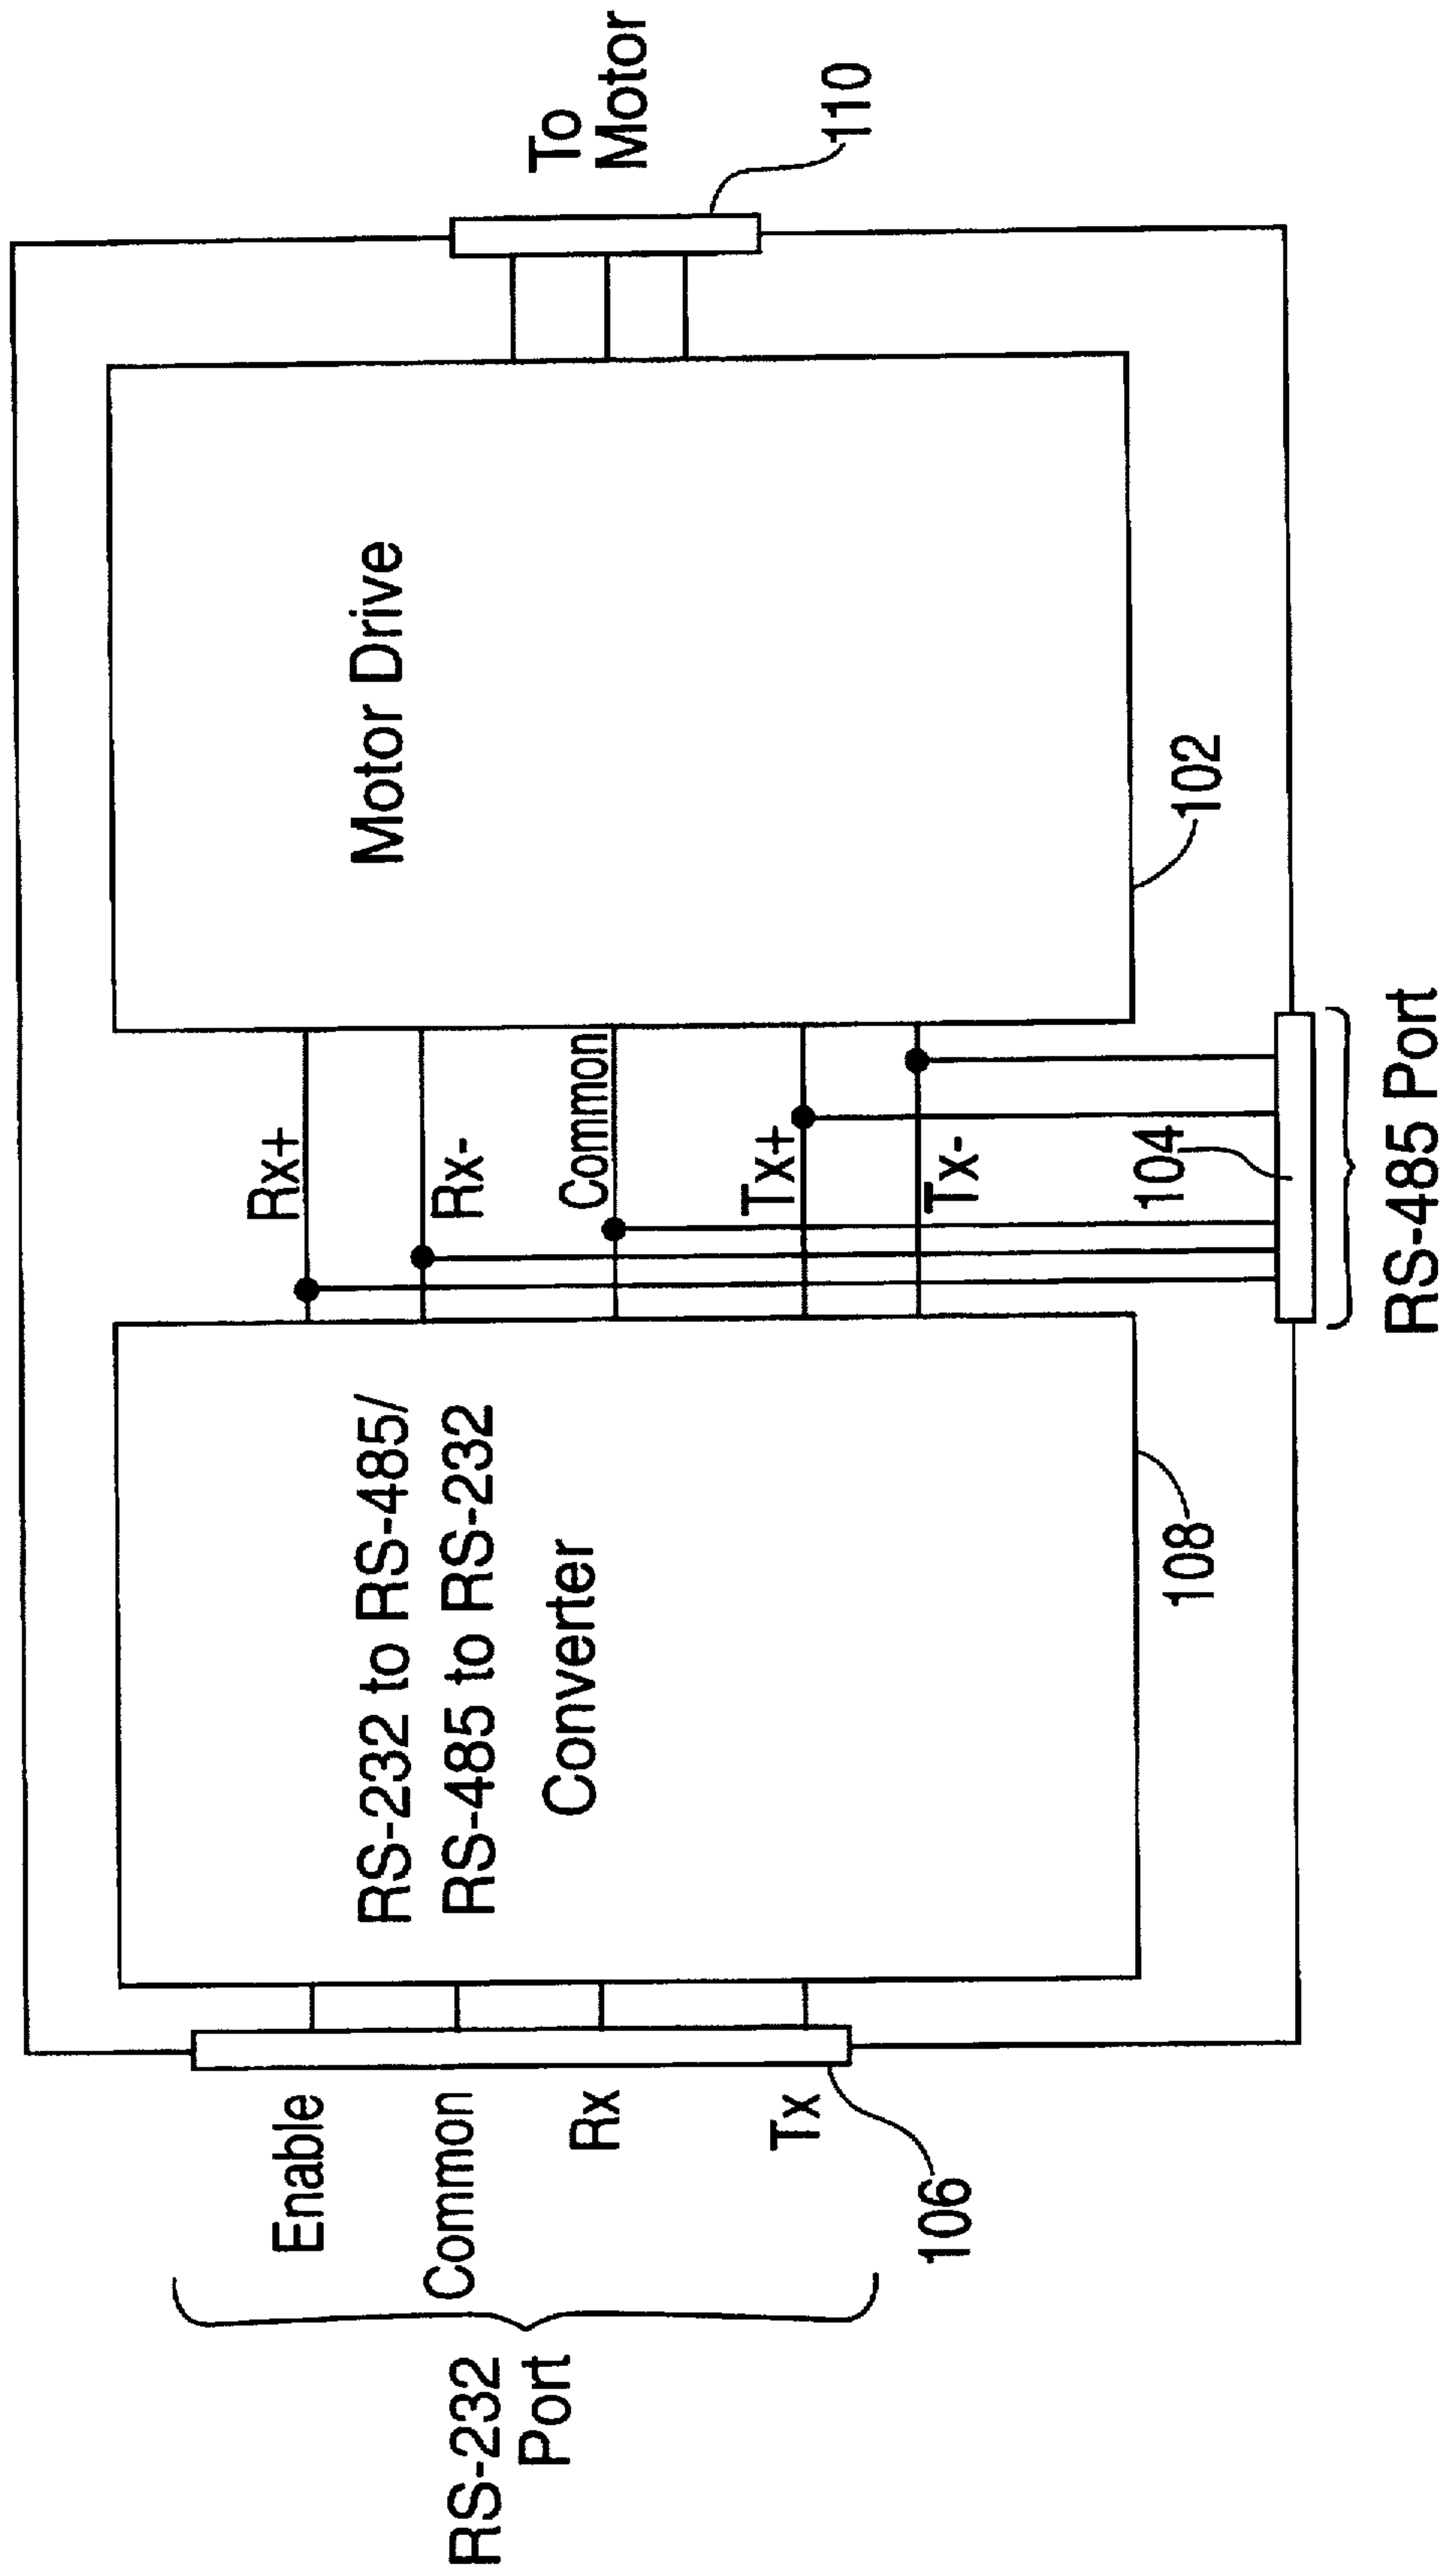 RS-232
Port
Enable
Common
Rx
Tx
106
RS-232 to RS-485/
RS-485 to RS-232
Converter
108
Rx+
Rx-
Common
Tx+
Tx-
104
RS-485 Port
Motor Drive
102
To
Motor
110